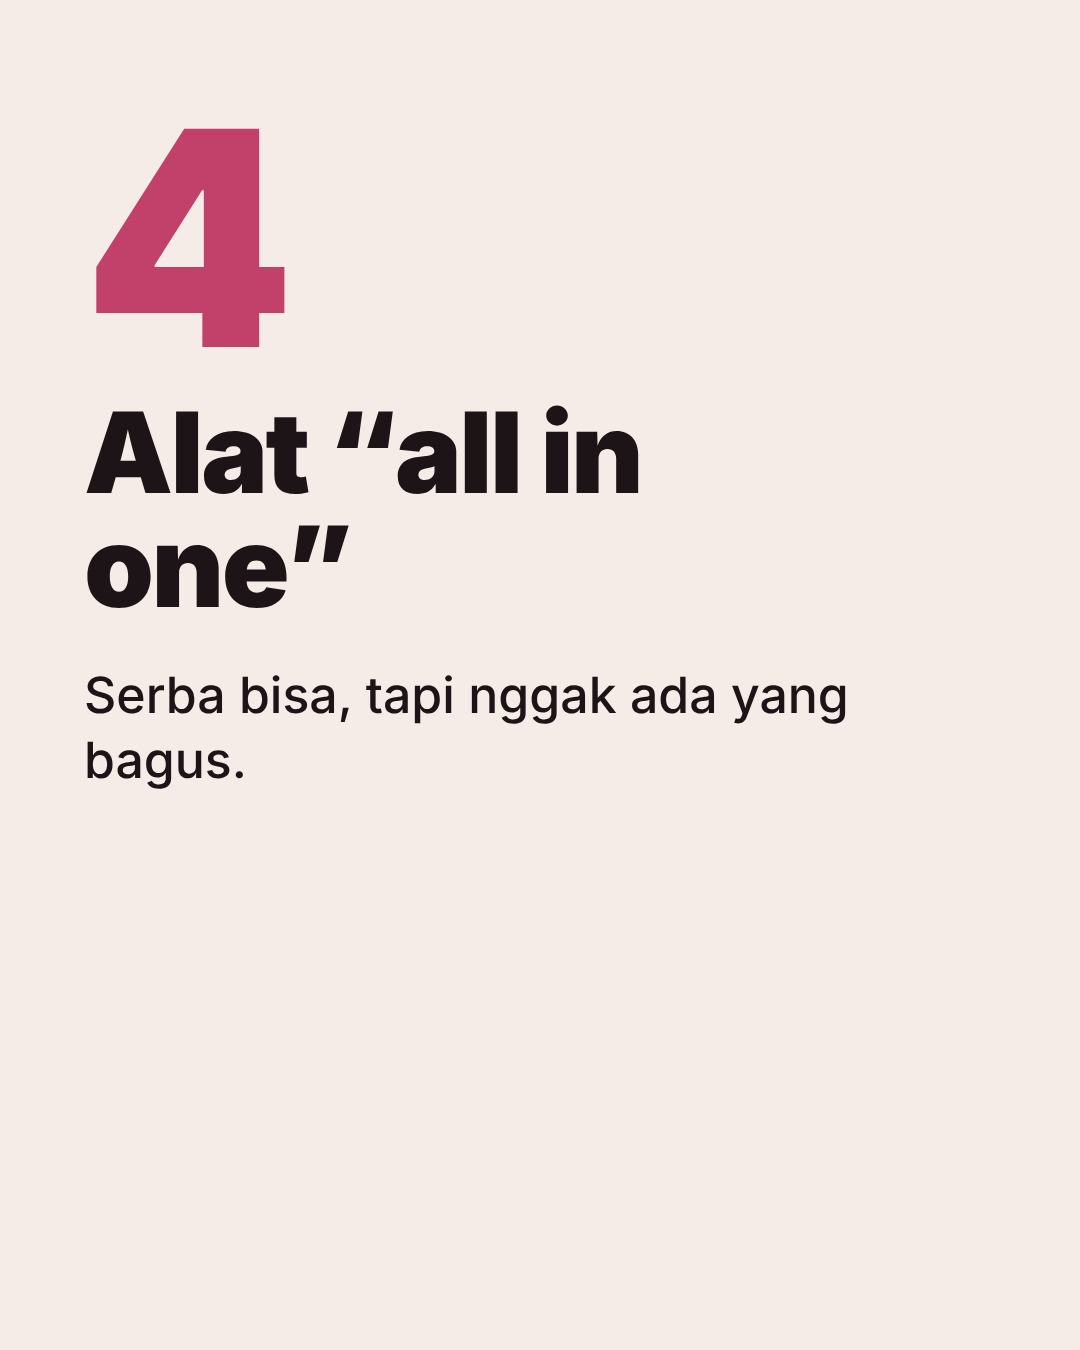 4
Alat “all in
one”
Serba bisa, tapi nggak ada yang
bagus.